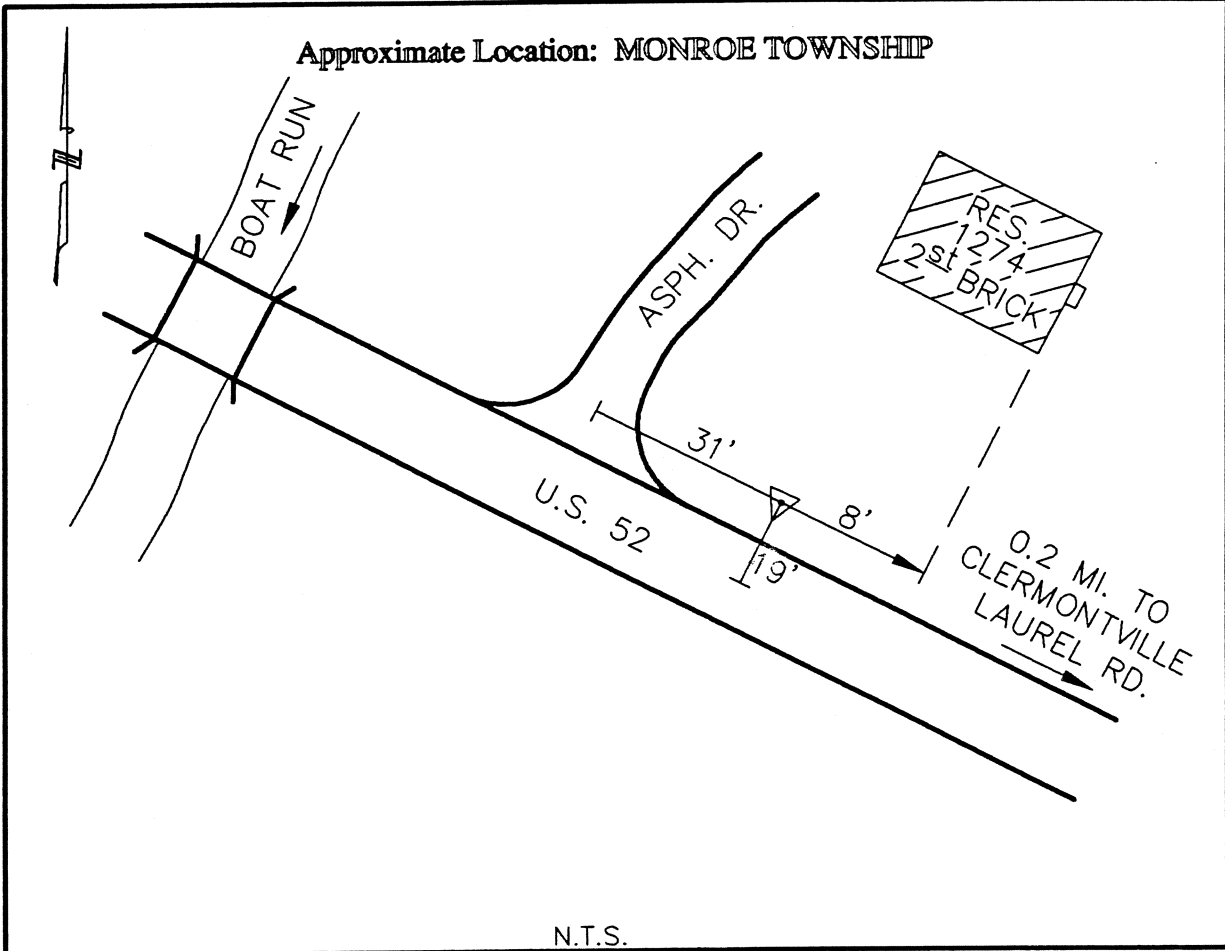 Approximate Location: MONROE TOWNSHIP
N
BOAT RUN
ASPH. DR.
RES.
1274
2st BRICK
31'
8'
19'
U.S. 52
0.2 MI. TO
CLERMONTVILLE
LAUREL RD.
N.T.S.